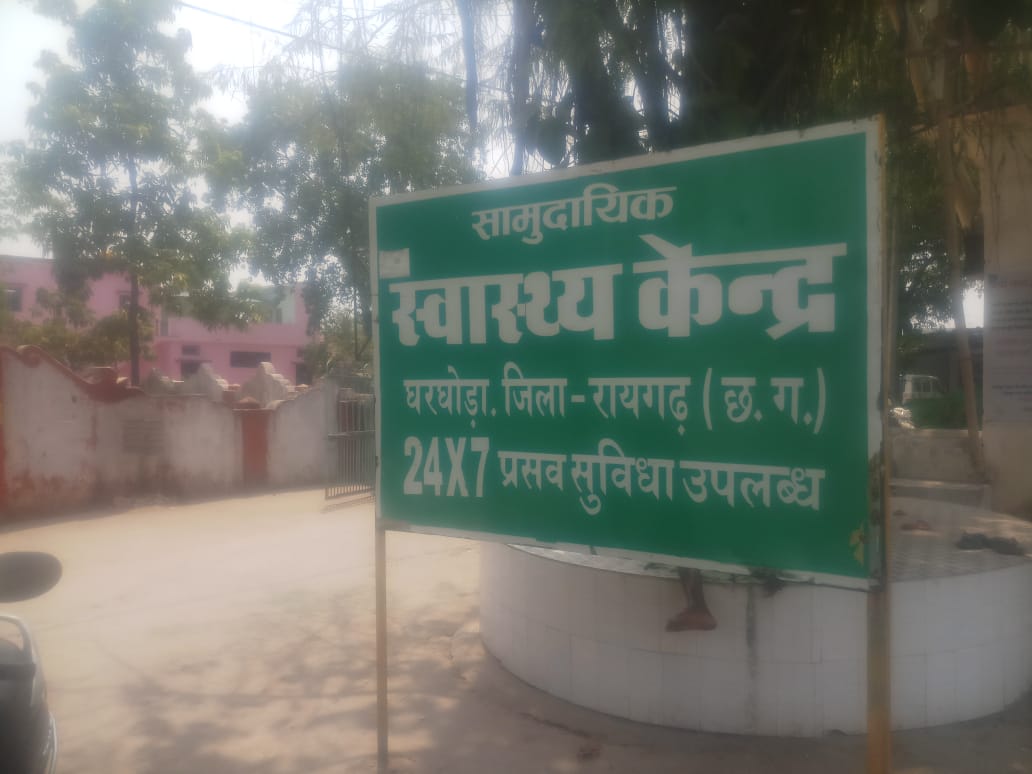 सामुदायिक
स्वास्थ्य केन्द्र
घरघोड़ा. जिला - रायगढ़ (छ. ग.)
24X7 प्रसव सुविधा उपलब्ध